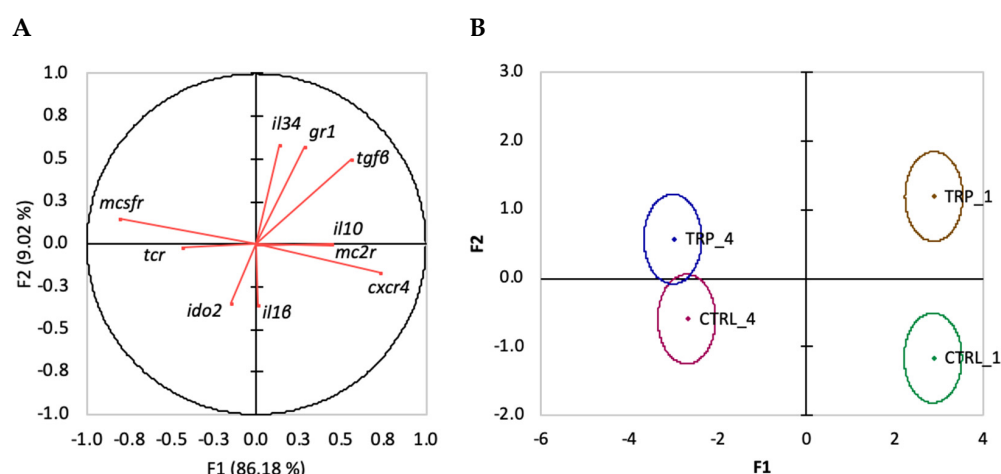 A
B
1.0
0.8
0.5
0.3
0.0
-0.3
-0.5
-0.8
-1.0
F2 (9.02 %)
il34
gr1
tgfβ
mcsfr
il10
mc2r
tcr
cxcr4
ido2
il1β
-1.0 -0.8 -0.5 -0.3 0.0 0.3 0.5 0.8 1.0
F1 (86.18 %)
3.0
2.0
1.0
0.0
-1.0
-2.0
F2
TRP_1
TRP_4
CTRL_4
CTRL_1
-6 -4 -2 0 2 4
F1